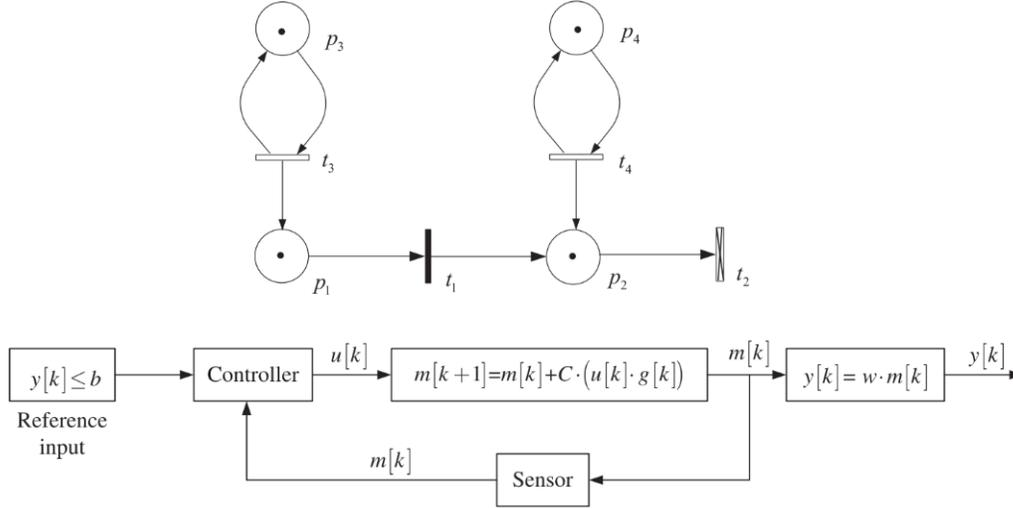 p₃
p₄
t₃
t₄
p₁
t₁
p₂
t₂
y[k]≤b
Reference
input
Controller
u[k]
m[k+1]=m[k]+C·(u[k]·g[k])
m[k]
y[k]=w·m[k]
y[k]
m[k]
Sensor